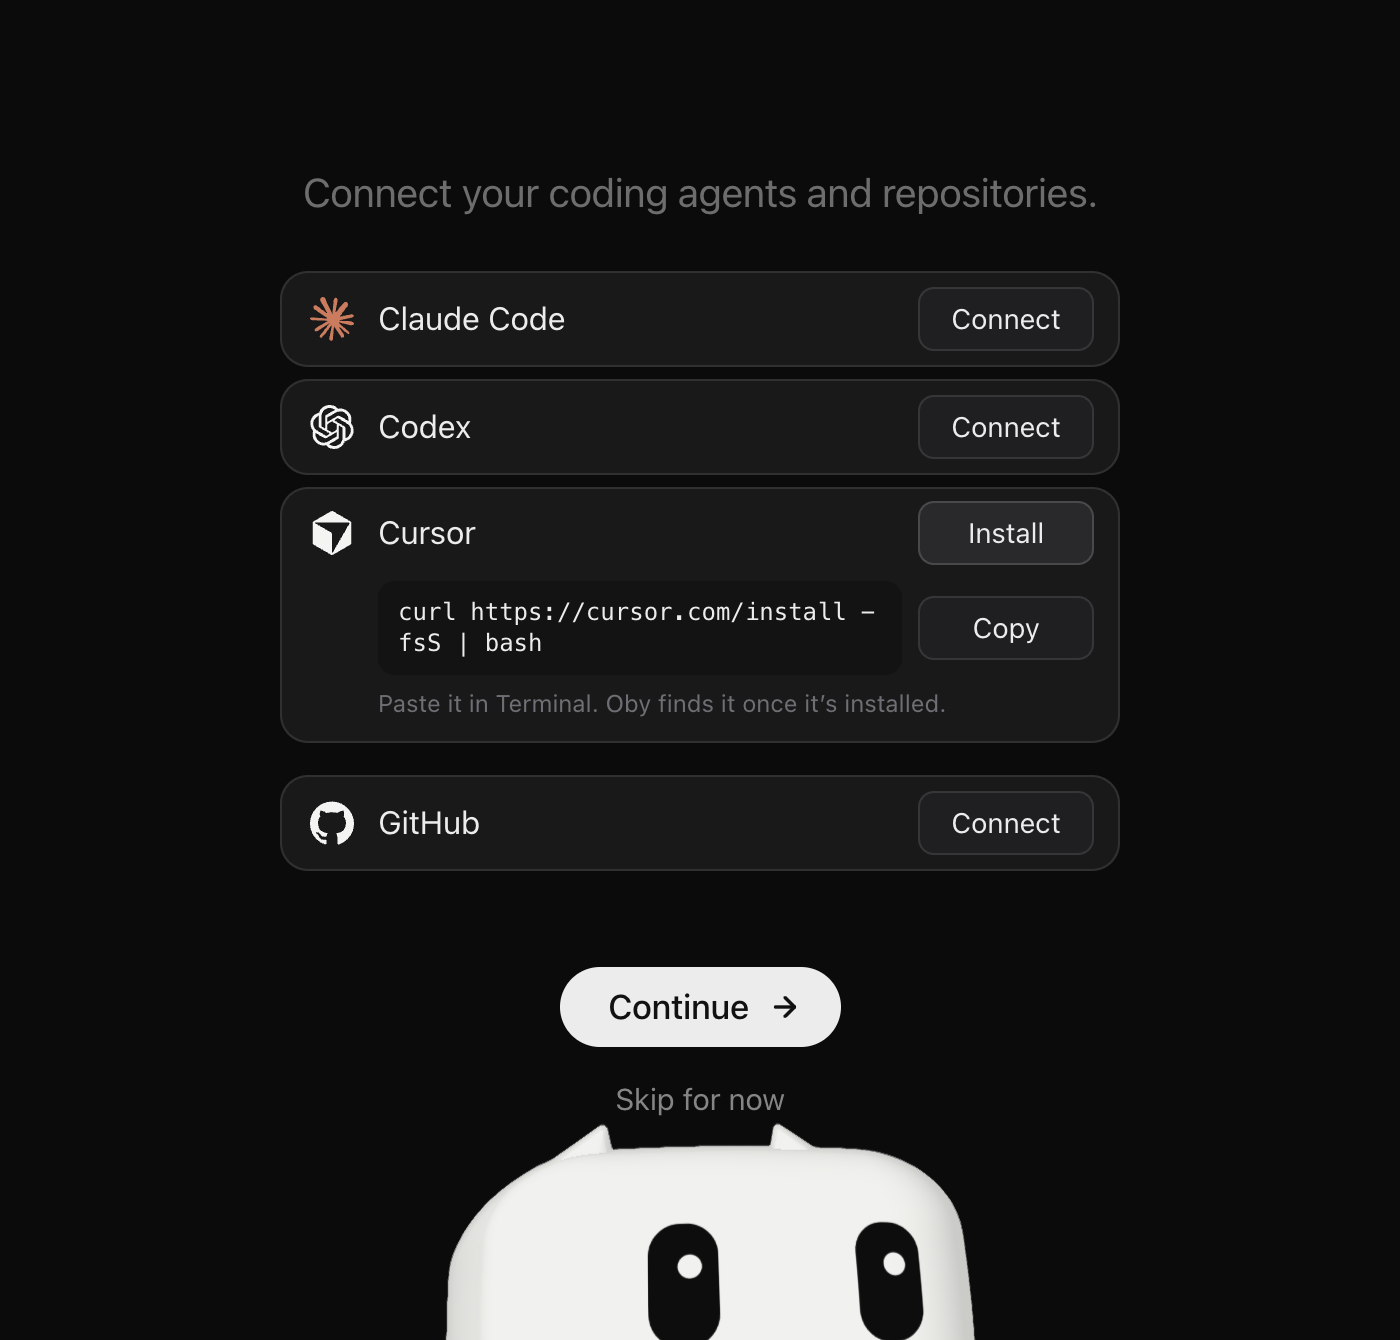 Connect your coding agents and repositories.
Claude Code
Connect
Codex
Connect
Cursor
Install
curl https://cursor.com/install −
fsS | bash
Copy
Paste it in Terminal. Oby finds it once it’s installed.
GitHub
Connect
Continue →
Skip for now